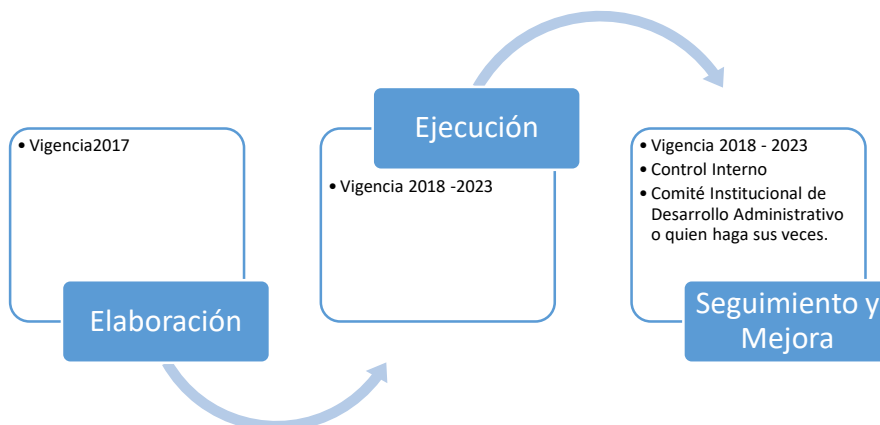 • Vigencia2017
Elaboración
Ejecución
• Vigencia 2018 -2023
• Vigencia 2018 - 2023
• Control Interno
• Comité Institucional de
Desarrollo Administrativo
o quien haga sus veces.
Seguimiento y
Mejora